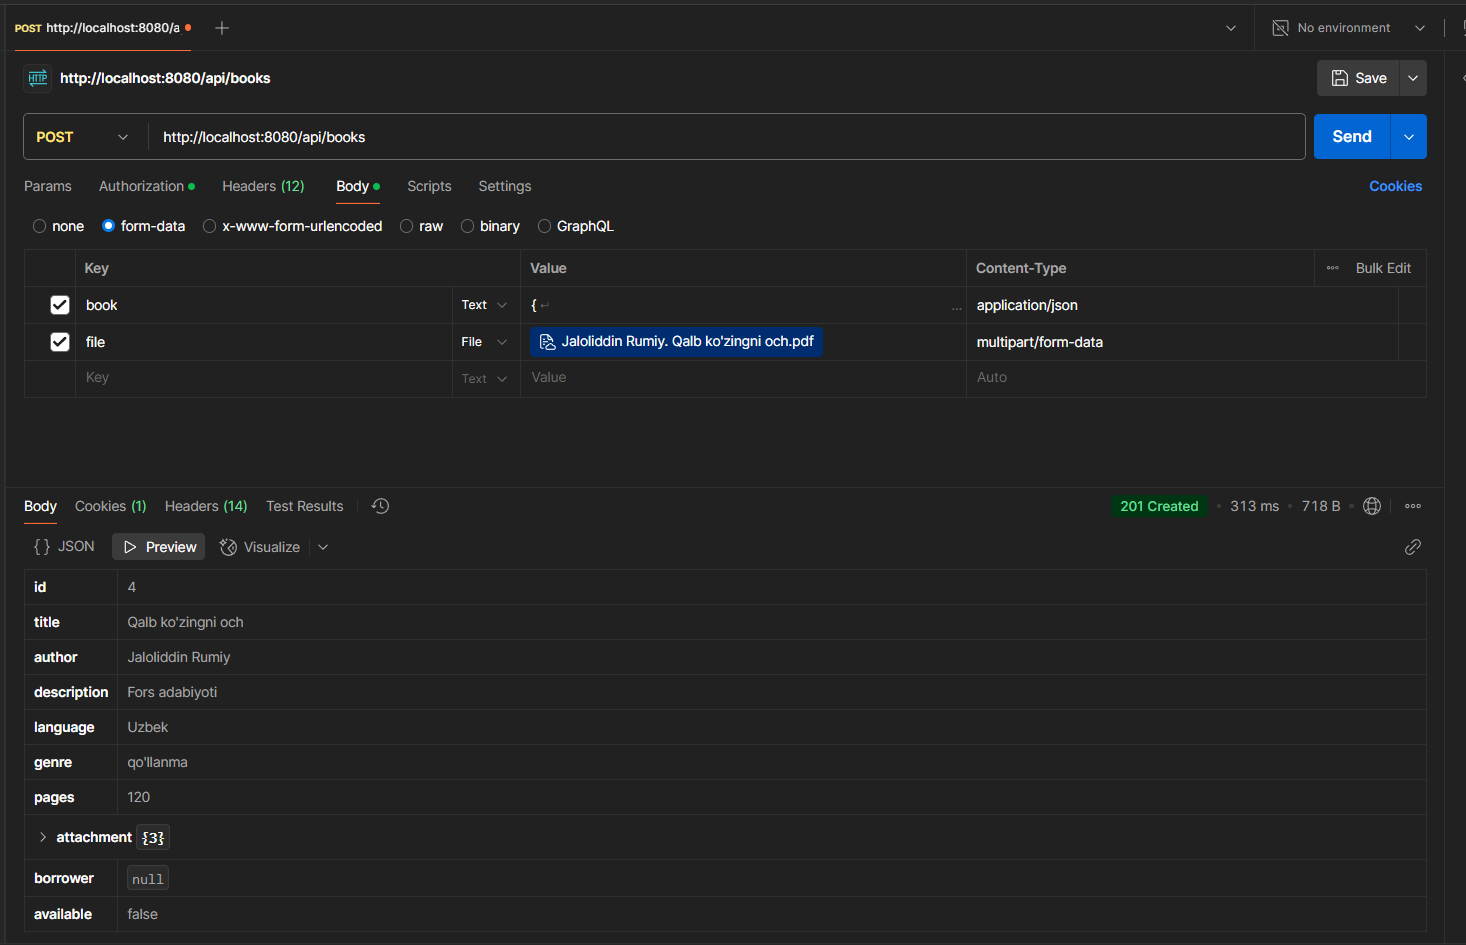 POST http://localhost:8080/a
No environment
HTTP http://localhost:8080/api/books
Save
POST http://localhost:8080/api/books
Send
Params Authorization Headers (12) Body Scripts Settings Cookies
none form-data x-www-form-urlencoded raw binary GraphQL
Key Value Content-Type Bulk Edit
book Text { ↵ ... application/json
file File Jaloliddin Rumiy. Qalb ko'zingni och.pdf multipart/form-data
Key Text Value Auto
Body Cookies (1) Headers (14) Test Results 201 Created 313 ms 718 B
{} JSON Preview Visualize
id 4
title Qalb ko'zingni och
author Jaloliddin Rumiy
description Fors adabiyoti
language Uzbek
genre qo'llanma
pages 120
attachment {3}
borrower null
available false